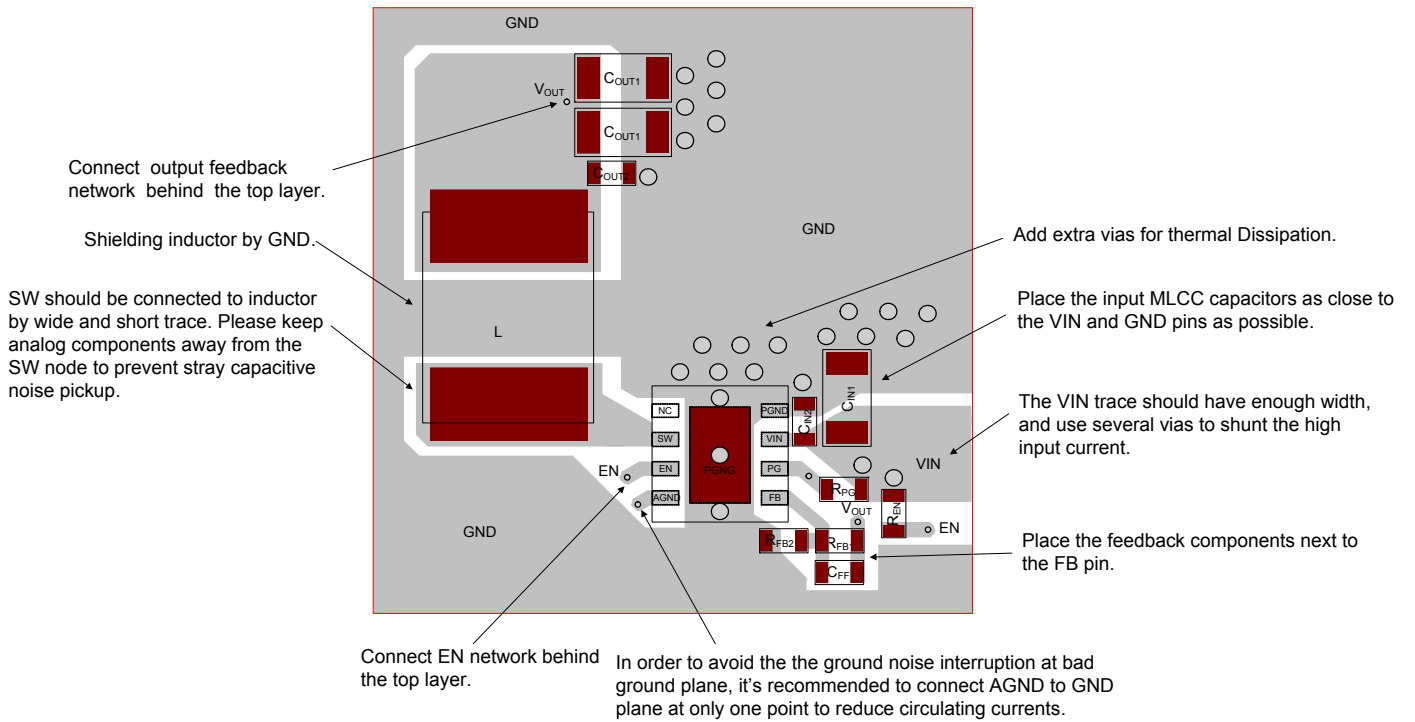 GND
COUT1
VOUT
COUT1
Connect output feedback
network behind the top layer.
COUT2
GND
Shielding inductor by GND.
Add extra vias for thermal Dissipation.
SW should be connected to inductor
by wide and short trace. Please keep
analog components away from the
SW node to prevent stray capacitive
noise pickup.
L
Place the input MLCC capacitors as close to
the VIN and GND pins as possible.
NC
PGND
CIN2
CIN1
SW
VIN
The VIN trace should have enough width,
and use several vias to shunt the high
input current.
EN
EN
PGNG
PG
VIN
AGND
FB
RPG
VOUT
REN
EN
GND
RFB2
RFB1
CFF
Place the feedback components next to
the FB pin.
Connect EN network behind
the top layer.
In order to avoid the the ground noise interruption at bad
ground plane, it's recommended to connect AGND to GND
plane at only one point to reduce circulating currents.